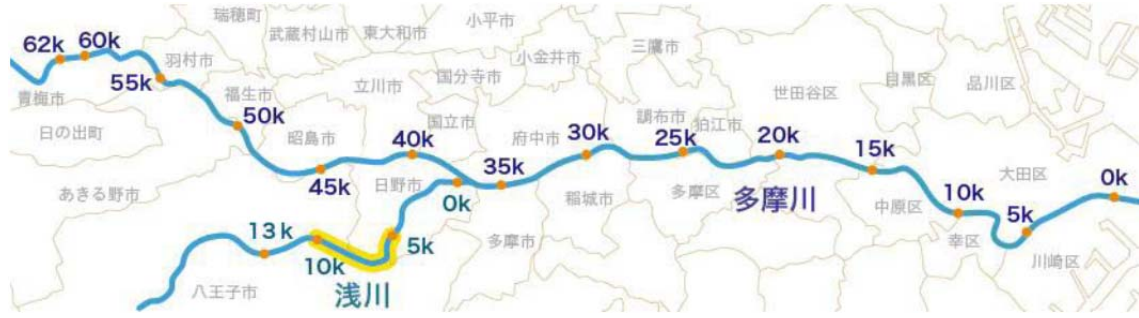 瑞穂町
小平市
武蔵村山市
東大和市
62k
60k
羽村市
小金井市
三鷹市
55k
立川市
国分寺市
目黒区
品川区
青梅市
福生市
世田谷区
日の出町
50k
昭島市
国立市
40k
府中市
30k
調布市
狛江市
25k
20k
15k
45k
35k
あきる野市
日野市
0k
稲城市
多摩区
多摩川
中原区
10k
大田区
0k
5k
幸区
川崎区
13k
10k
5k
多摩市
八王子市
浅川